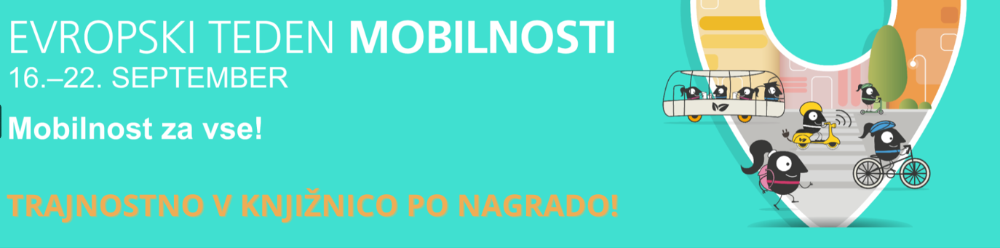 EVROPSKI TEDEN MOBILNOSTI
16.–22. SEPTEMBER
Mobilnost za vse!
TRAJNOSTNO V KNJIŽNICO PO NAGRADO!